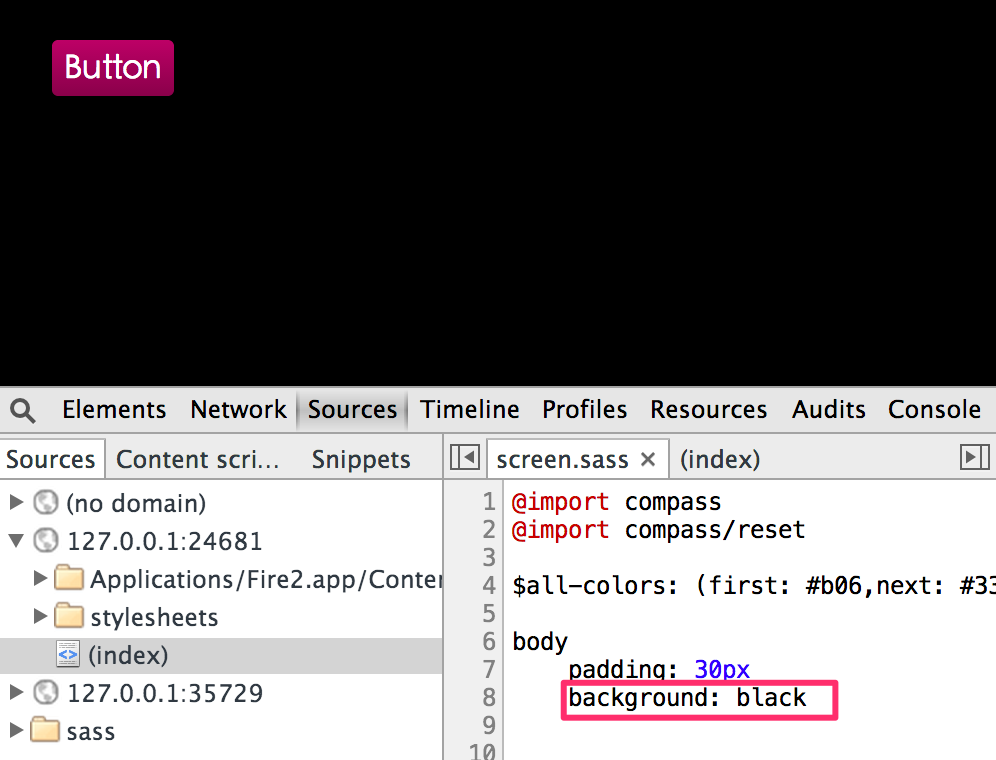 Button
Elements Network Sources Timeline Profiles Resources Audits Console
Sources Content scri... Snippets
screen.sass × (index)
(no domain)
127.0.0.1:24681
Applications/Fire2.app/Conte
stylesheets
<> (index)
127.0.0.1:35729
sass
1 @import compass
2 @import compass/reset
3
4 $all-colors: (first: #b06,next: #33
5
6 body
7 padding: 30px
8 background: black
9
10